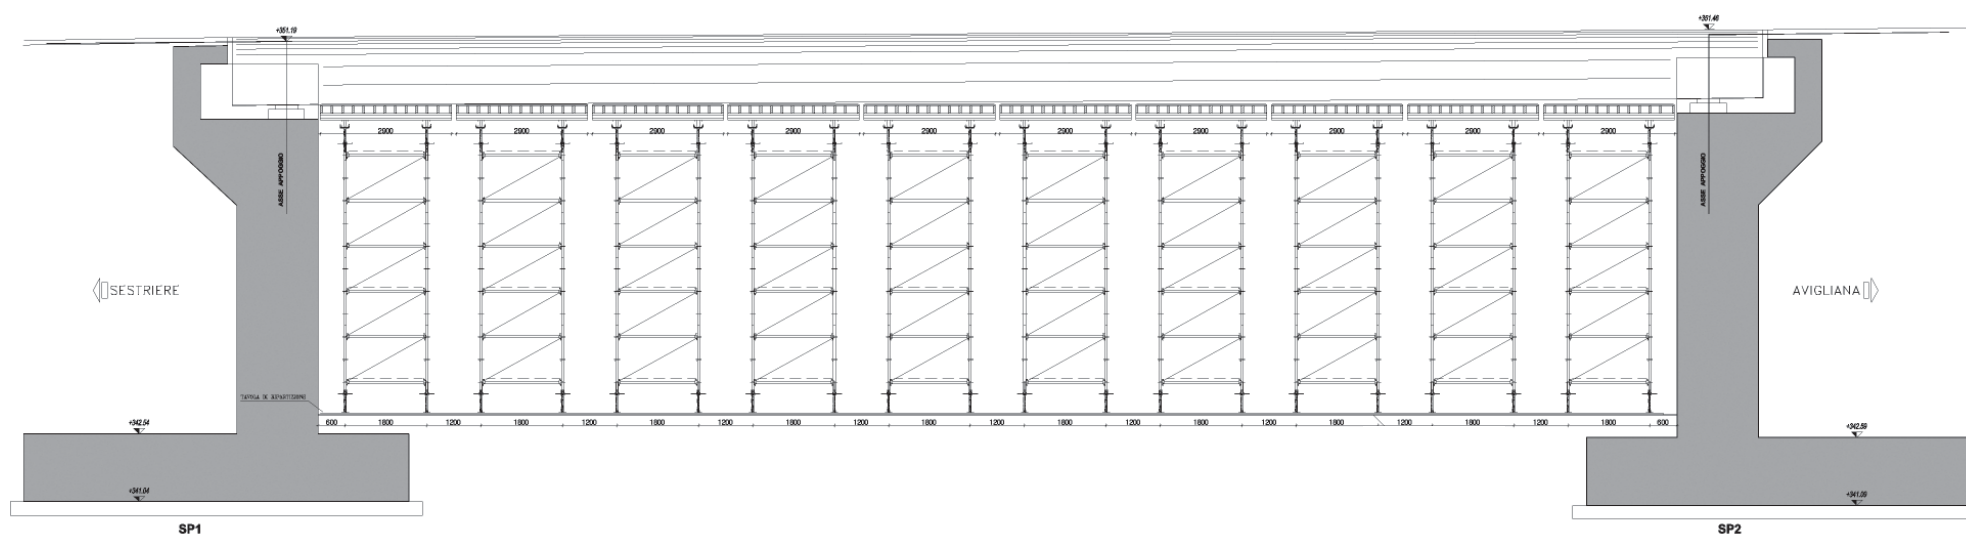 +351.19
+351.46
2900 2900 2900 2900 2900 2900 2900 2900 2900 2900
ASSE APPOGGIO
ASSE APPOGGIO
SESTRIERE
AVIGLIANA
TAVOLA DI RIPARTIZIONE
600 1800 1200 1800 1200 1800 1200 1800 1200 1800 1200 1800 1200 1800 1200 1800 1200 1800 1200 1800 600
+342.54
+342.59
+341.04
+341.09
SP1
SP2